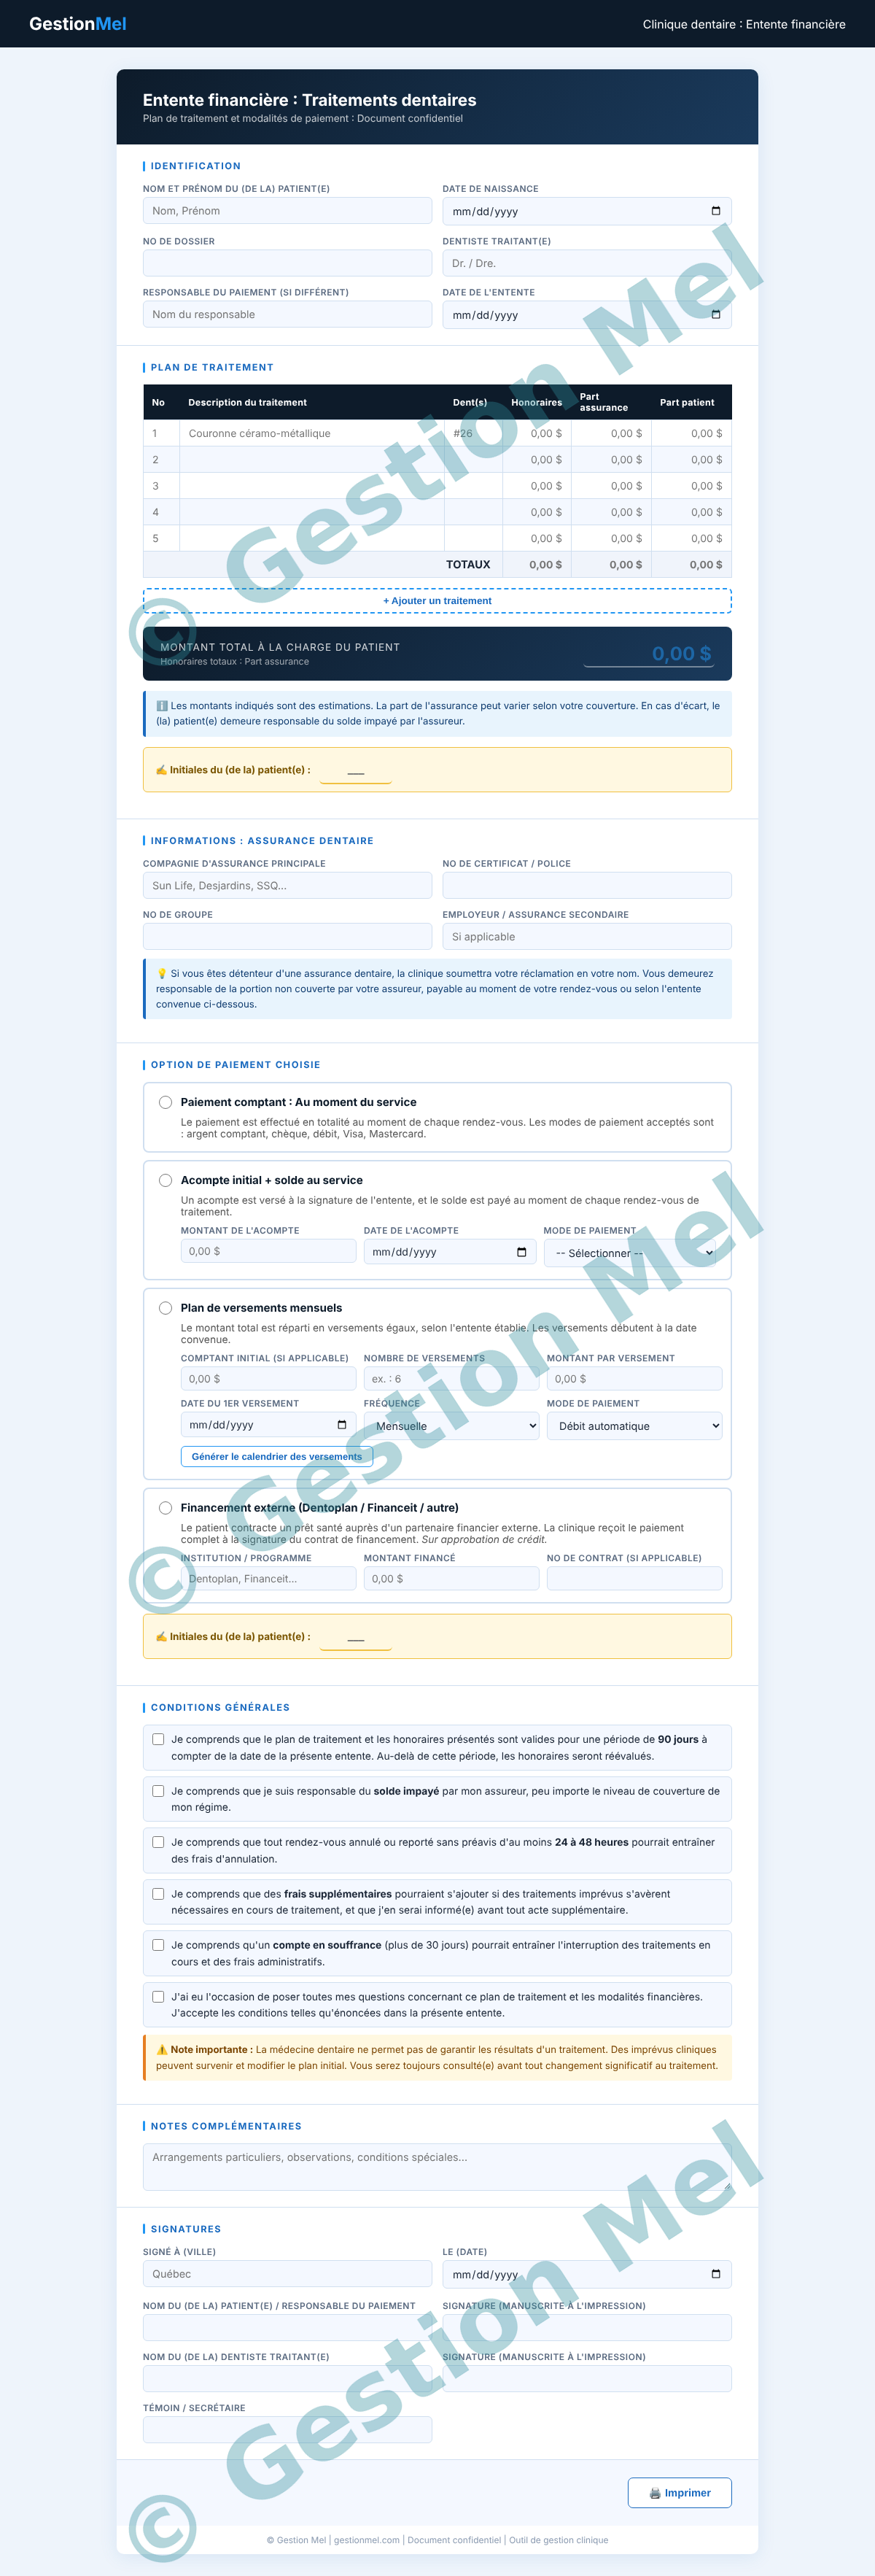 GestionMel
Clinique dentaire : Entente financière
Entente financière : Traitements dentaires
Plan de traitement et modalités de paiement : Document confidentiel
IDENTIFICATION
NOM ET PRÉNOM DU (DE LA) PATIENT(E) DATE DE NAISSANCE
Nom, Prénom mm/dd/yyyy
NO DE DOSSIER DENTISTE TRAITANT(E)
Dr. / Dre.
RESPONSABLE DU PAIEMENT (SI DIFFÉRENT) DATE DE L'ENTENTE
Nom du responsable mm/dd/yyyy
PLAN DE TRAITEMENT
No Description du traitement Dent(s) Honoraires Part assurance Part patient
1 Couronne céramo-métallique #26 0,00 $ 0,00 $ 0,00 $
2 0,00 $ 0,00 $ 0,00 $
3 0,00 $ 0,00 $ 0,00 $
4 0,00 $ 0,00 $ 0,00 $
5 0,00 $ 0,00 $ 0,00 $
TOTAUX 0,00 $ 0,00 $ 0,00 $
+ Ajouter un traitement
MONTANT TOTAL À LA CHARGE DU PATIENT
Honoraires totaux : Part assurance
0,00 $
ℹ️ Les montants indiqués sont des estimations. La part de l'assurance peut varier selon votre couverture. En cas d'écart, le
(la) patient(e) demeure responsable du solde impayé par l'assureur.
✍️ Initiales du (de la) patient(e) : ___
© Gestion Mel
INFORMATIONS : ASSURANCE DENTAIRE
COMPAGNIE D'ASSURANCE PRINCIPALE NO DE CERTIFICAT / POLICE
Sun Life, Desjardins, SSQ...
NO DE GROUPE EMPLOYEUR / ASSURANCE SECONDAIRE
Si applicable
💡 Si vous êtes détenteur d'une assurance dentaire, la clinique soumettra votre réclamation en votre nom. Vous demeurez
responsable de la portion non couverte par votre assureur, payable au moment de votre rendez-vous ou selon l'entente
convenue ci-dessous.
OPTION DE PAIEMENT CHOISIE
Paiement comptant : Au moment du service
Le paiement est effectué en totalité au moment de chaque rendez-vous. Les modes de paiement acceptés sont
: argent comptant, chèque, débit, Visa, Mastercard.
Acompte initial + solde au service
Un acompte est versé à la signature de l'entente, et le solde est payé au moment de chaque rendez-vous de
traitement.
MONTANT DE L'ACOMPTE DATE DE L'ACOMPTE MODE DE PAIEMENT
0,00 $ mm/dd/yyyy -- Sélectionner --
Plan de versements mensuels
Le montant total est réparti en versements égaux, selon l'entente établie. Les versements débutent à la date
convenue.
COMPTANT INITIAL (SI APPLICABLE) NOMBRE DE VERSEMENTS MONTANT PAR VERSEMENT
0,00 $ ex. : 6 0,00 $
DATE DU 1ER VERSEMENT FRÉQUENCE MODE DE PAIEMENT
mm/dd/yyyy Mensuelle Débit automatique
Générer le calendrier des versements
Financement externe (Dentoplan / Financeit / autre)
Le patient contracte un prêt santé auprès d'un partenaire financier externe. La clinique reçoit le paiement
complet à la signature du contrat de financement. Sur approbation de crédit.
INSTITUTION / PROGRAMME MONTANT FINANCÉ NO DE CONTRAT (SI APPLICABLE)
Dentoplan, Financeit... 0,00 $
✍️ Initiales du (de la) patient(e) : ___
© Gestion Mel
CONDITIONS GÉNÉRALES
Je comprends que le plan de traitement et les honoraires présentés sont valides pour une période de 90 jours à
compter de la date de la présente entente. Au-delà de cette période, les honoraires seront réévalués.
Je comprends que je suis responsable du solde impayé par mon assureur, peu importe le niveau de couverture de
mon régime.
Je comprends que tout rendez-vous annulé ou reporté sans préavis d'au moins 24 à 48 heures pourrait entraîner
des frais d'annulation.
Je comprends que des frais supplémentaires pourraient s'ajouter si des traitements imprévus s'avèrent
nécessaires en cours de traitement, et que j'en serai informé(e) avant tout acte supplémentaire.
Je comprends qu'un compte en souffrance (plus de 30 jours) pourrait entraîner l'interruption des traitements en
cours et des frais administratifs.
J'ai eu l'occasion de poser toutes mes questions concernant ce plan de traitement et les modalités financières.
J'accepte les conditions telles qu'énoncées dans la présente entente.
⚠️ Note importante : La médecine dentaire ne permet pas de garantir les résultats d'un traitement. Des imprévus cliniques
peuvent survenir et modifier le plan initial. Vous serez toujours consulté(e) avant tout changement significatif au traitement.
NOTES COMPLÉMENTAIRES
Arrangements particuliers, observations, conditions spéciales...
SIGNATURES
SIGNÉ À (VILLE) LE (DATE)
Québec mm/dd/yyyy
NOM DU (DE LA) PATIENT(E) / RESPONSABLE DU PAIEMENT SIGNATURE (MANUSCRITE À L'IMPRESSION)
NOM DU (DE LA) DENTISTE TRAITANT(E) SIGNATURE (MANUSCRITE À L'IMPRESSION)
TÉMOIN / SECRÉTAIRE
© Gestion Mel
🖨️ Imprimer
© Gestion Mel | gestionmel.com | Document confidentiel | Outil de gestion clinique